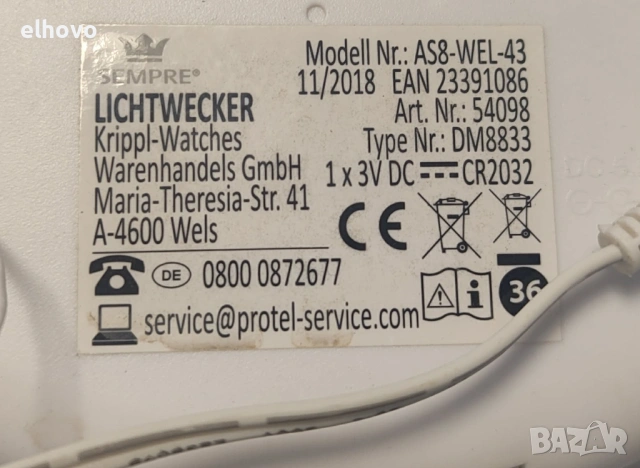 elhovo
SEMPRE®
LICHTWECKER
Krippl-Watches
Warenhandels GmbH
Maria-Theresia-Str. 41
A-4600 Wels
Modell Nr.: AS8-WEL-43
11/2018 EAN 23391086
Art. Nr.: 54098
Type Nr.: DM8833
1 x 3V DC CR2032
CE
DE 0800 0872677
i 36
service@protel-service.com
BAZAR